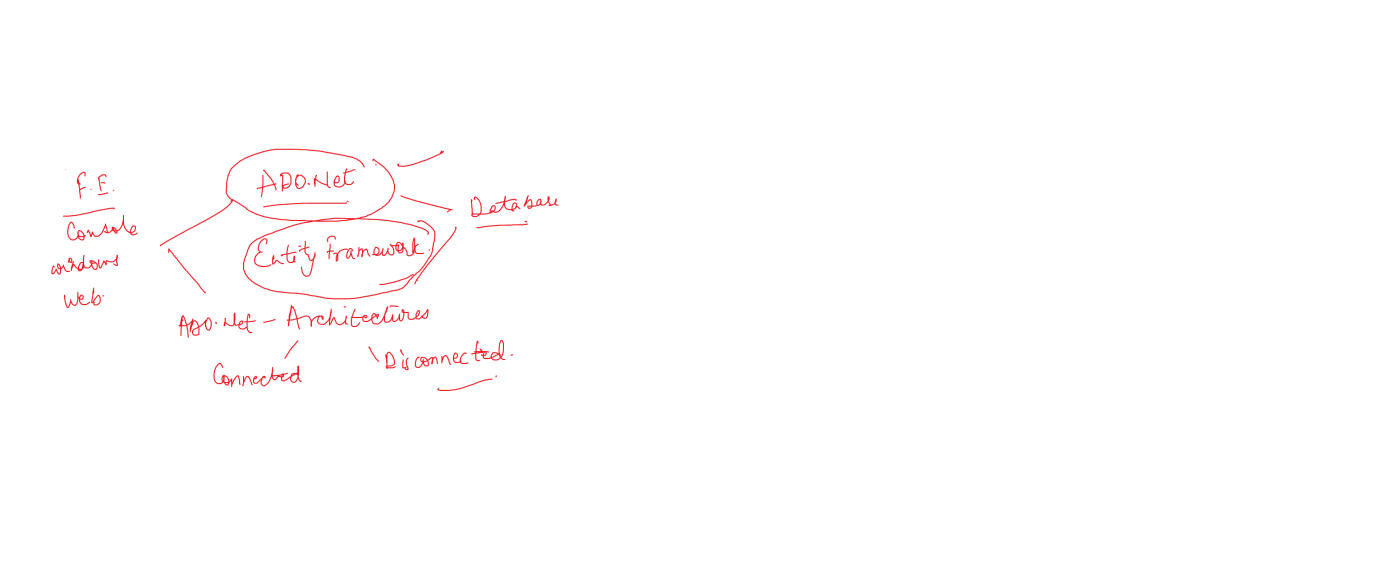 F.E.
Console
windows
Web.
ADO.Net
Entity Framework.
Database
ADO.Net - Architectures
Connected
Disconnected.